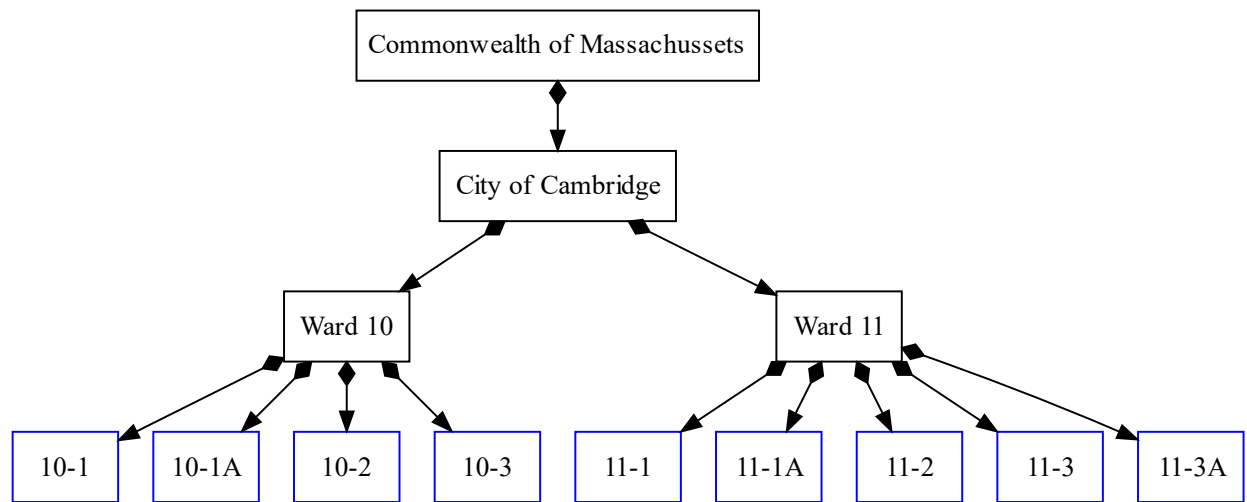 Commonwealth of Massachussets
City of Cambridge
Ward 10
Ward 11
10-1
10-1A
10-2
10-3
11-1
11-1A
11-2
11-3
11-3A